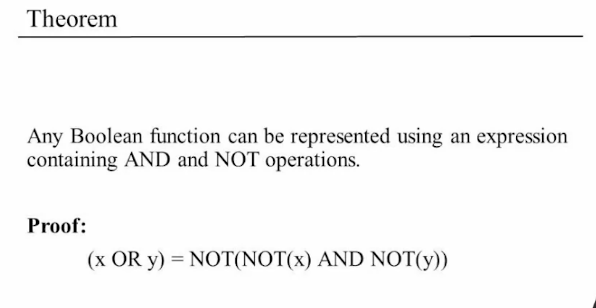 Theorem
Any Boolean function can be represented using an expression
containing AND and NOT operations.
Proof:
(x OR y) = NOT(NOT(x) AND NOT(y))